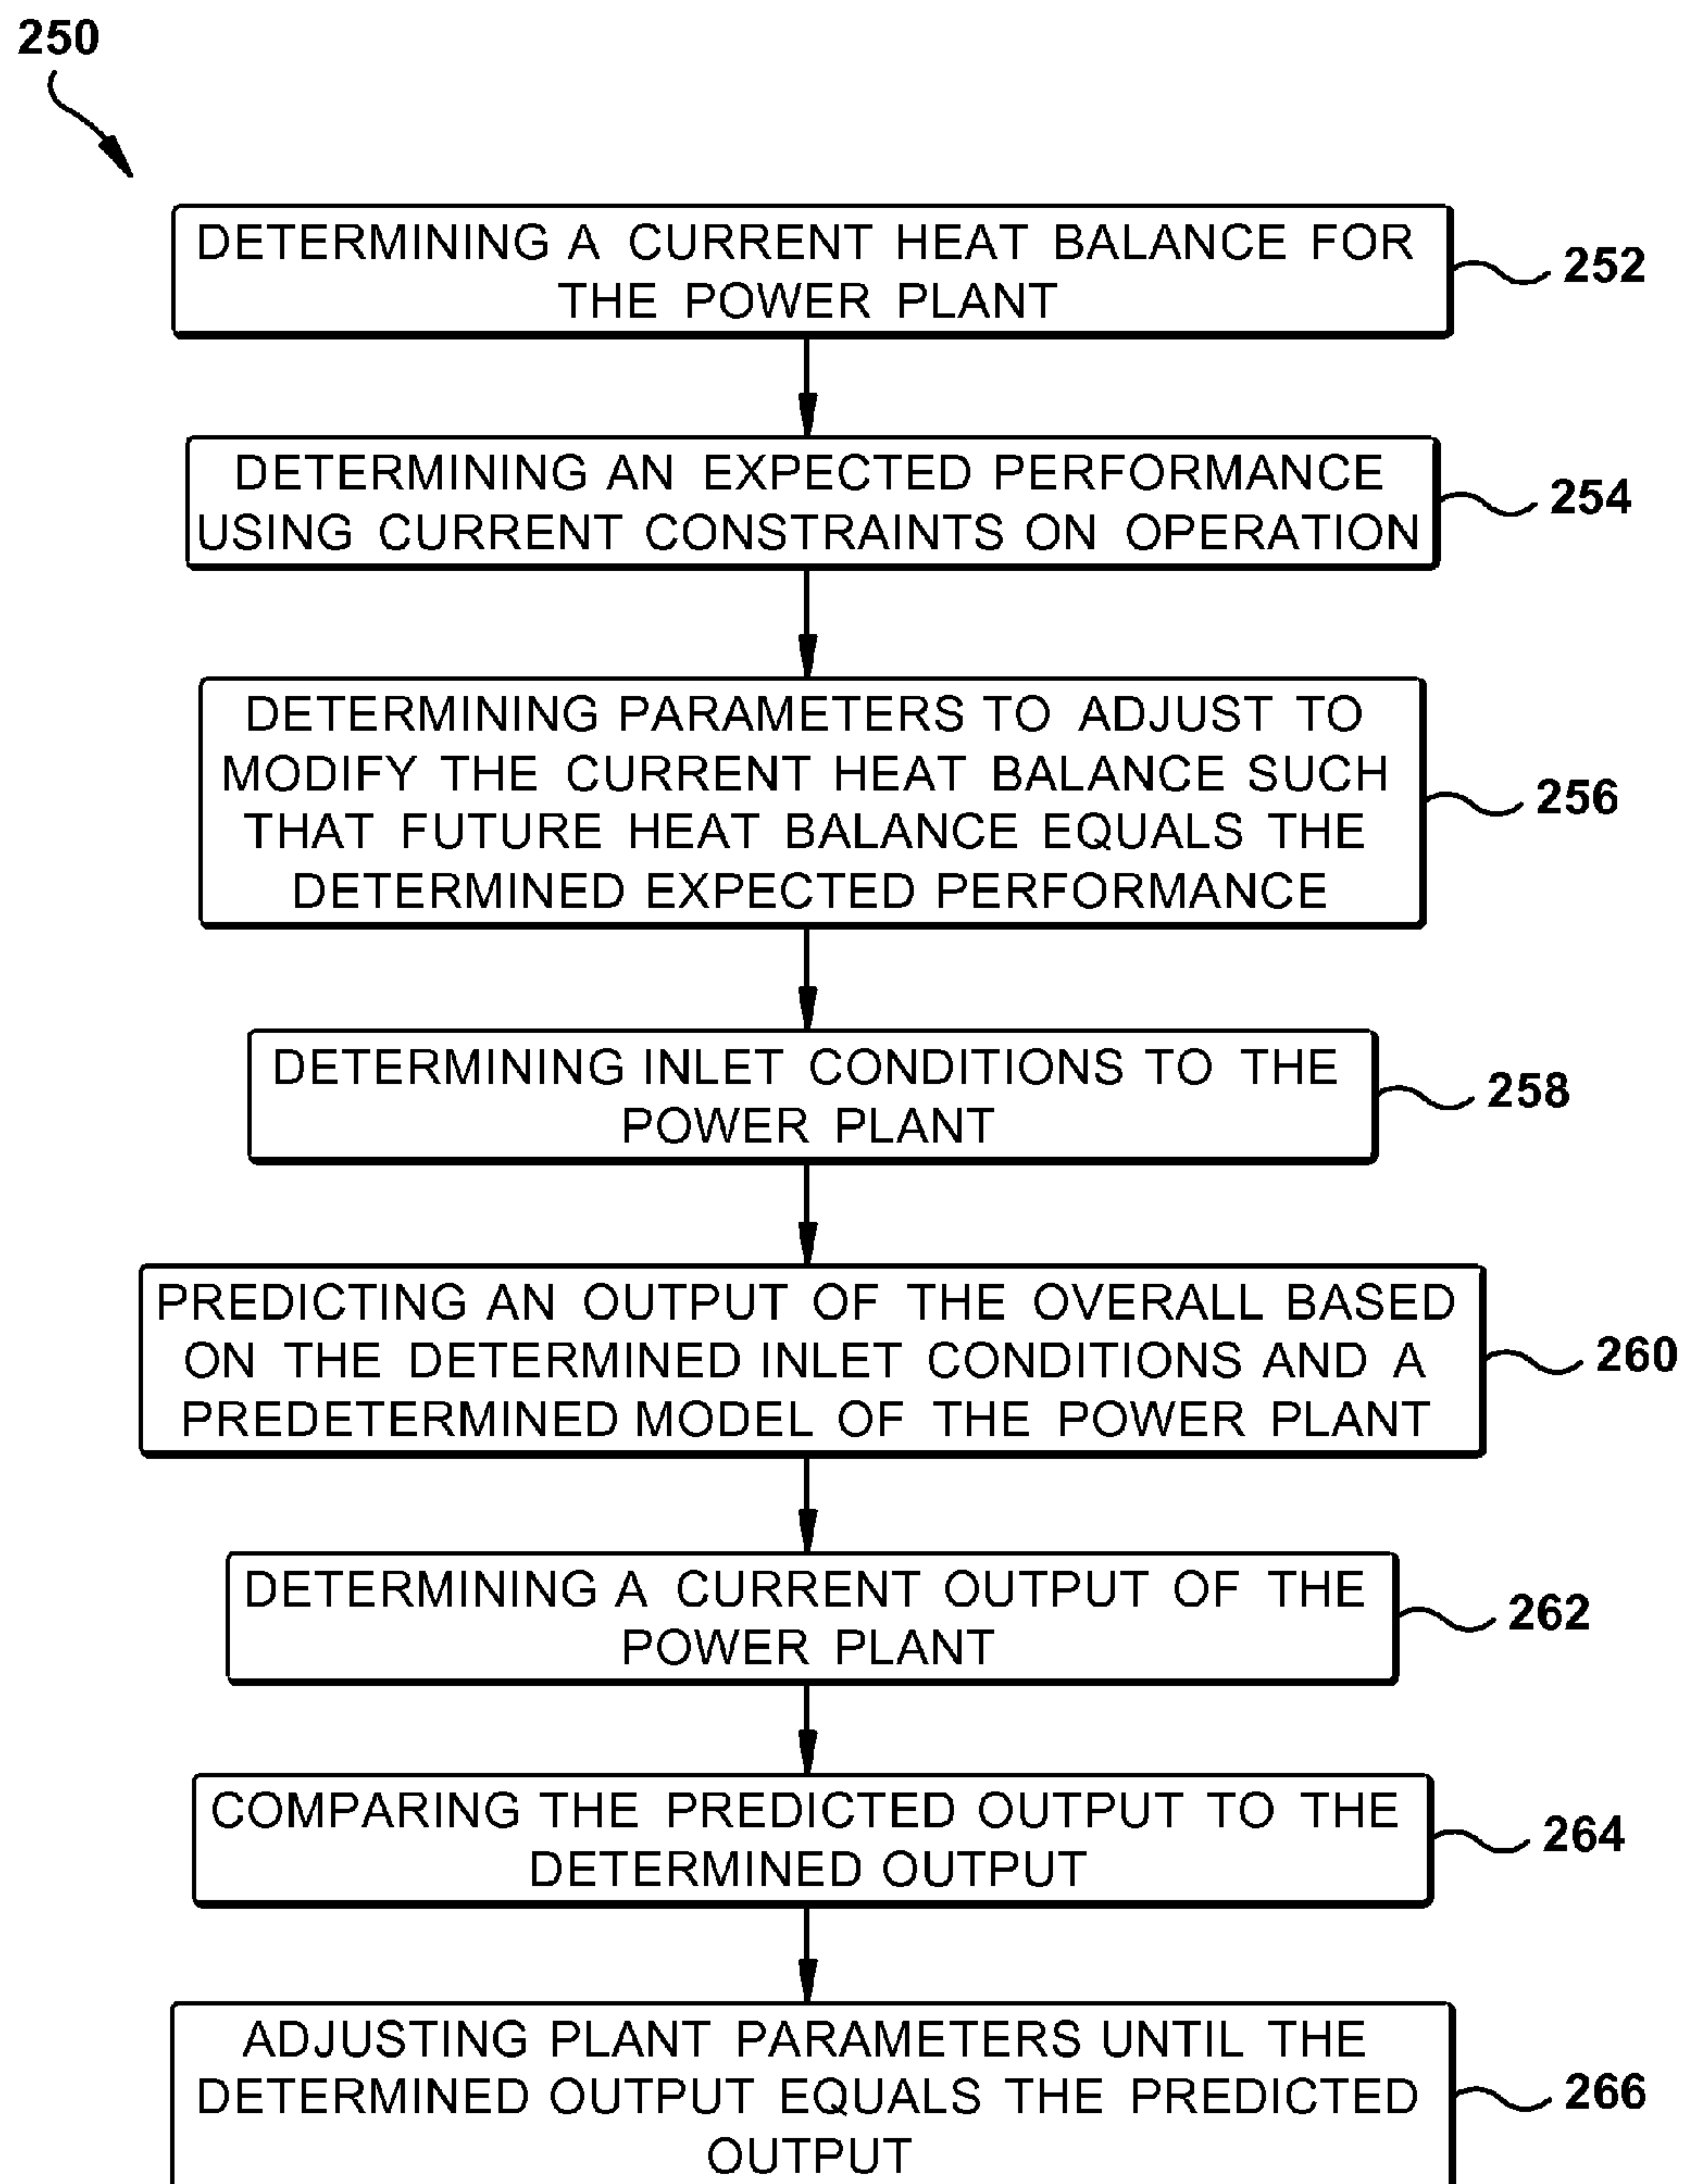 250
DETERMINING A CURRENT HEAT BALANCE FOR
THE POWER PLANT
252
DETERMINING AN EXPECTED PERFORMANCE
USING CURRENT CONSTRAINTS ON OPERATION
254
DETERMINING PARAMETERS TO ADJUST TO
MODIFY THE CURRENT HEAT BALANCE SUCH
THAT FUTURE HEAT BALANCE EQUALS THE
DETERMINED EXPECTED PERFORMANCE
256
DETERMINING INLET CONDITIONS TO THE
POWER PLANT
258
PREDICTING AN OUTPUT OF THE OVERALL BASED
ON THE DETERMINED INLET CONDITIONS AND A
PREDETERMINED MODEL OF THE POWER PLANT
260
DETERMINING A CURRENT OUTPUT OF THE
POWER PLANT
262
COMPARING THE PREDICTED OUTPUT TO THE
DETERMINED OUTPUT
264
ADJUSTING PLANT PARAMETERS UNTIL THE
DETERMINED OUTPUT EQUALS THE PREDICTED
OUTPUT
266